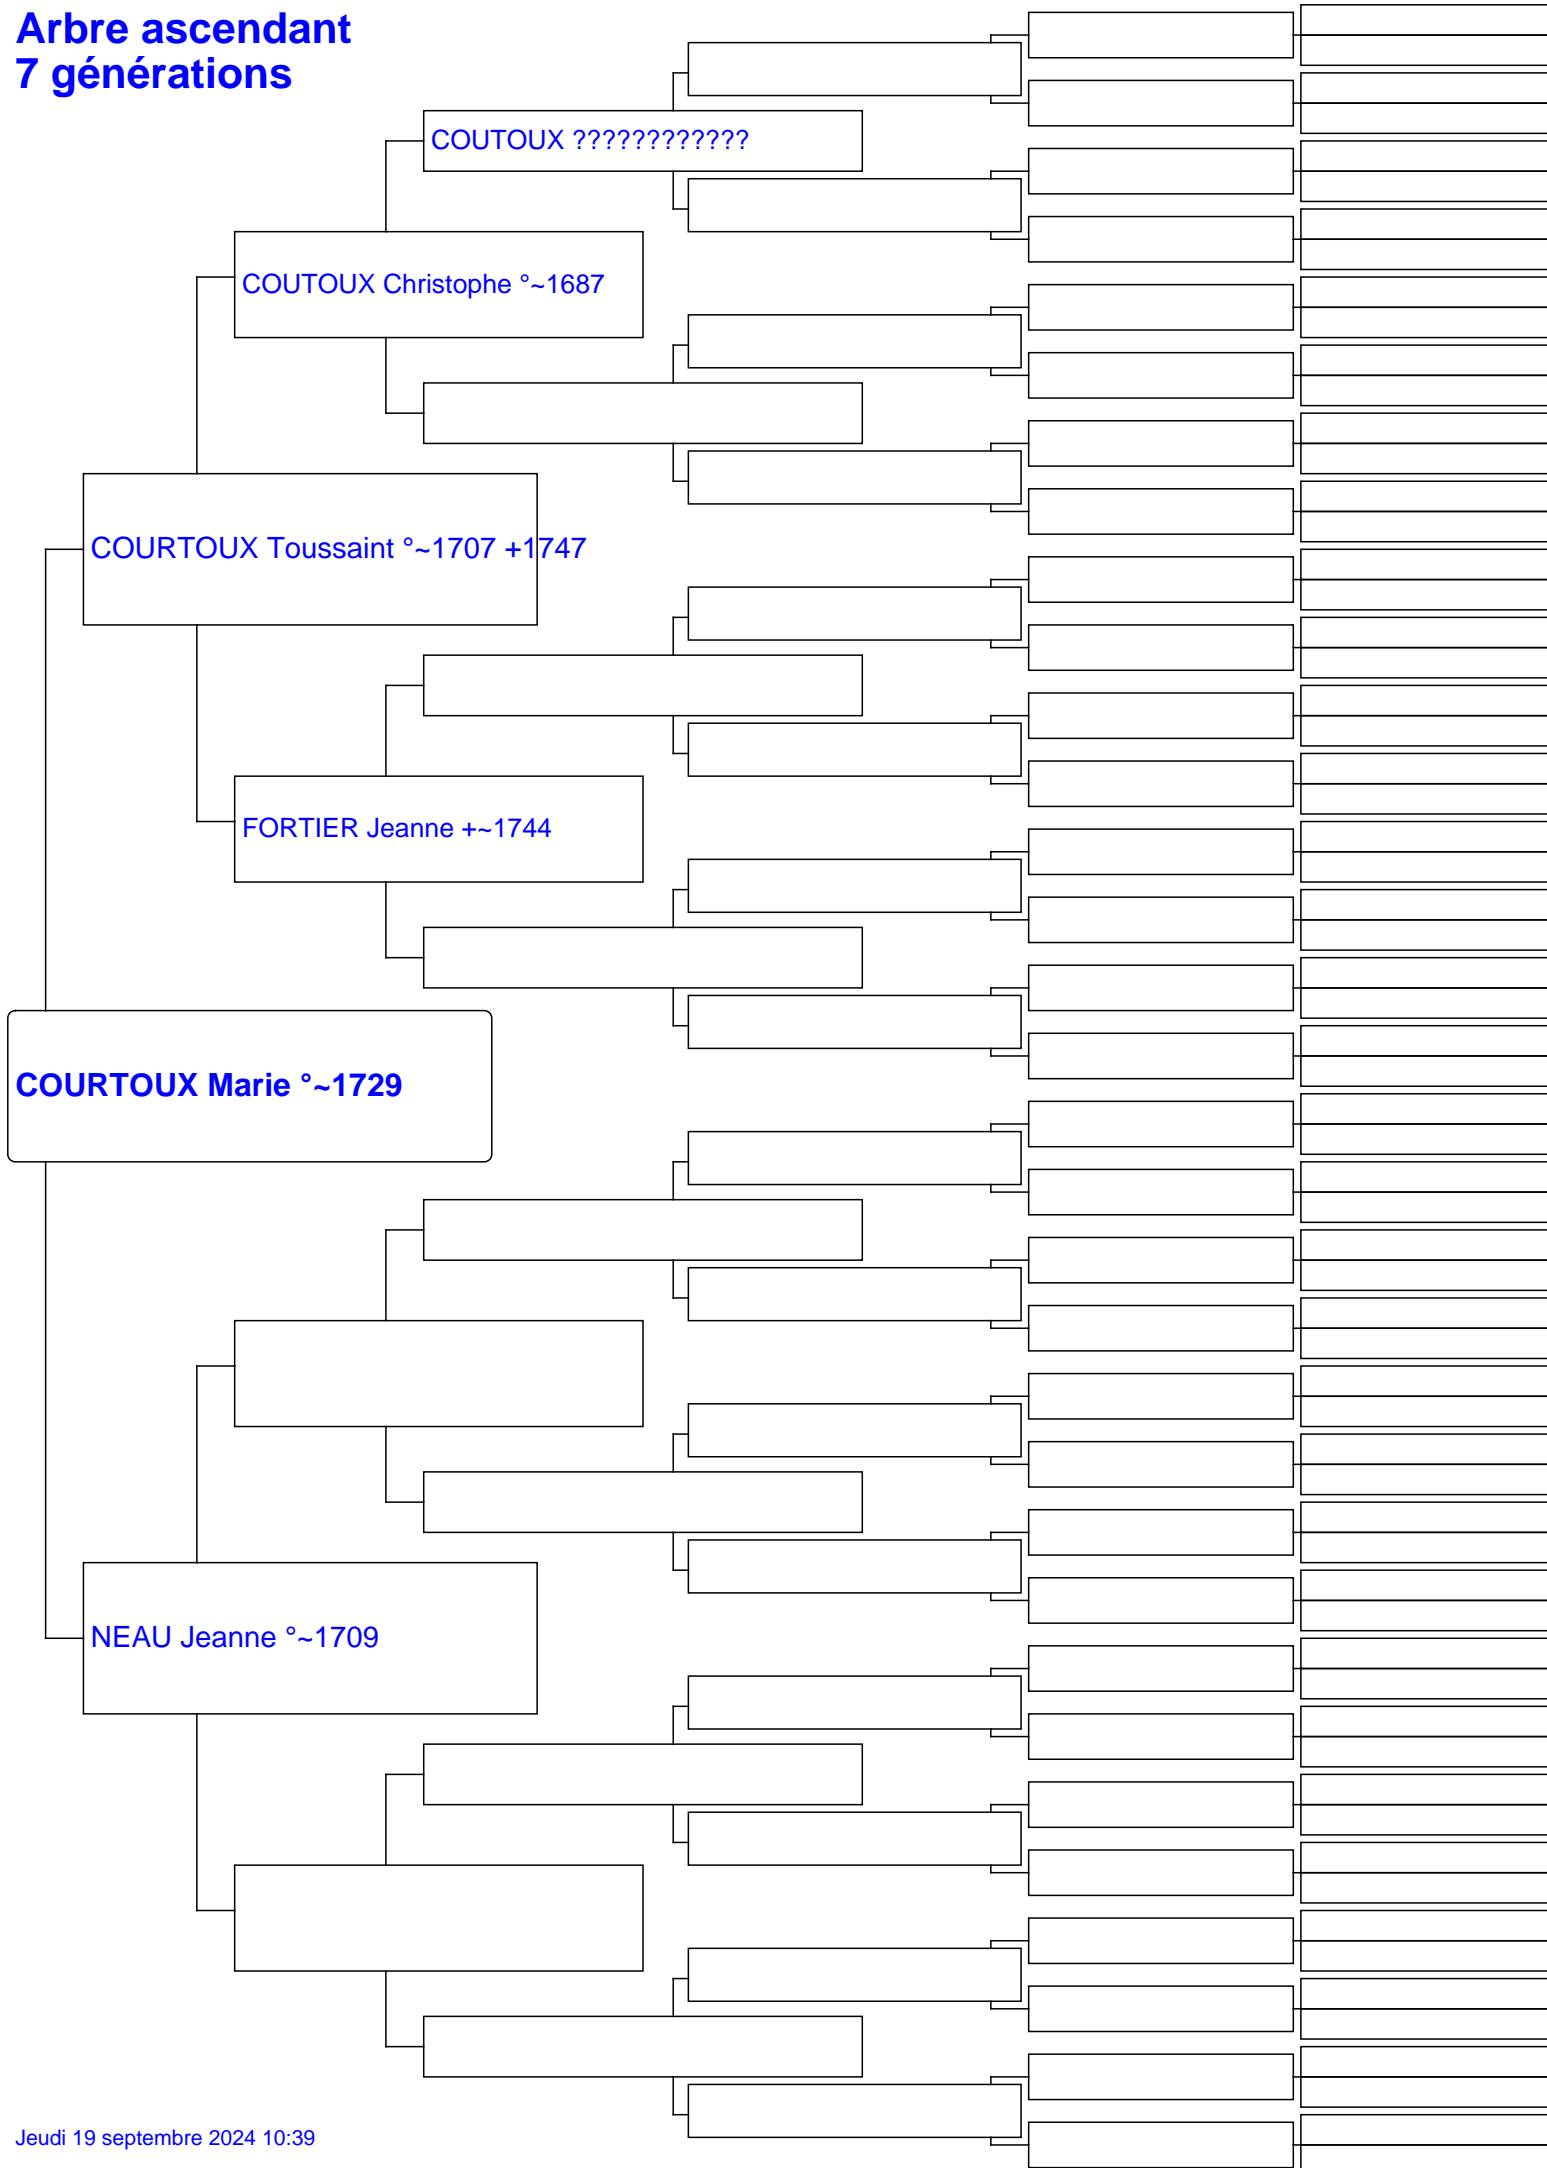 Arbre ascendant
7 générations
COUTOUX ????????????
COUTOUX Christophe °~1687
COURTOUX Toussaint °~1707 +1747
FORTIER Jeanne +~1744
COURTOUX Marie °~1729
NEAU Jeanne °~1709
Jeudi 19 septembre 2024 10:39